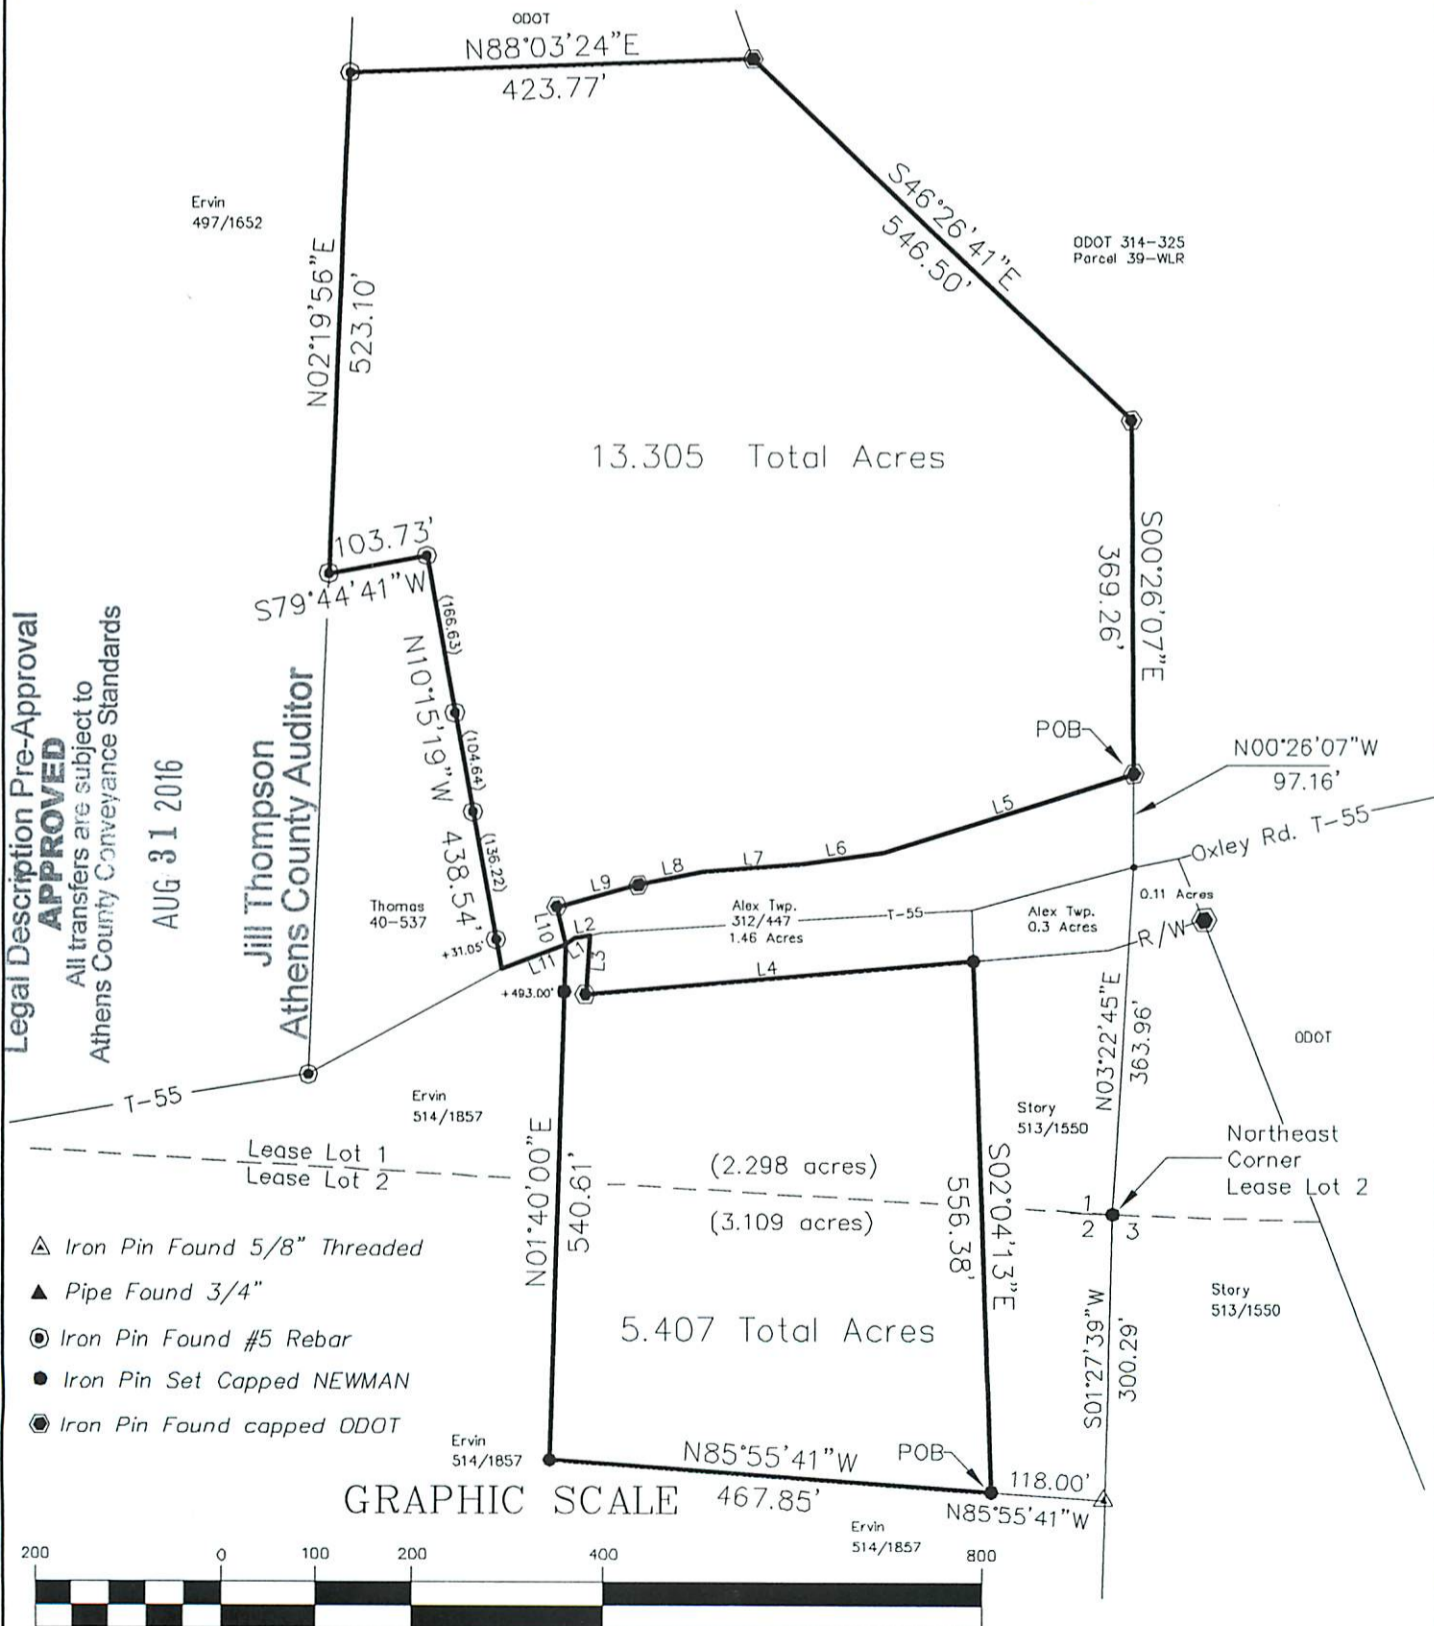 ODOT
N88°03'24"E
423.77'
Ervin
497/1652
N02°19'56"E
523.10'
S46°26'41"E
546.50'
ODOT 314-325
Parcel 39-WLR
13.305 Total Acres
103.73'
S79°44'41"W
(166.63)
N10°15'19"W
438.54'
(104.64)
(136.22)
S00°26'07"E
369.26'
POB
N00°26'07"W
97.16'
Legal Description Pre-Approval
APPROVED
All transfers are subject to
Athens County Conveyance Standards
AUG 31 2016
Jill Thompson
Athens County Auditor
L5
L6
L7
L8
L9
L10
L2
L1
L3
L11
L4
Oxley Rd. T-55
Thomas
40-537
+31.05'
+493.00'
Alex Twp.
312/447
1.46 Acres
T-55
Alex Twp.
0.3 Acres
0.11 Acres
R/W
N03°22'45"E
363.96'
ODOT
T-55
Ervin
514/1857
Story
513/1550
Lease Lot 1
Lease Lot 2
N01°40'00"E
540.61'
(2.298 acres)
(3.109 acres)
S02°04'13"E
556.38'
Northeast
Corner
Lease Lot 2
1
2 3
Iron Pin Found 5/8" Threaded
Pipe Found 3/4"
Iron Pin Found #5 Rebar
Iron Pin Set Capped NEWMAN
Iron Pin Found capped ODOT
5.407 Total Acres
S01°27'39"W
300.29'
Story
513/1550
Ervin
514/1857
N85°55'41"W
467.85'
POB
118.00'
N85°55'41"W
Ervin
514/1857
GRAPHIC SCALE
200 0 100 200 400 800